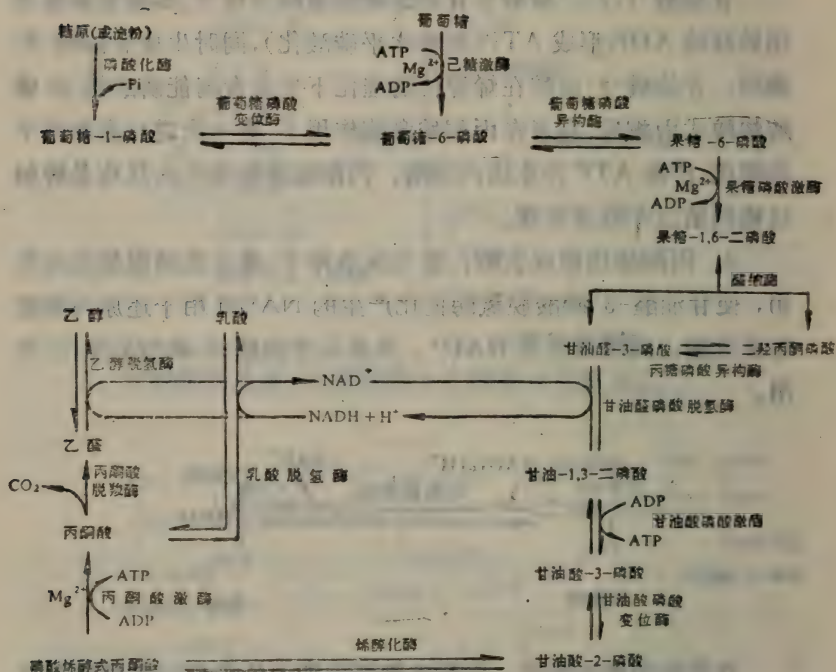 葡萄糖
糖原(或淀粉)
磷酸化酶
Pi
ATP
Mg²⁺
己糖激酶
ADP
葡萄糖磷酸
变位酶
葡萄糖磷酸
异构酶
葡萄糖-1-磷酸
葡萄糖-6-磷酸
果糖-6-磷酸
ATP
Mg²⁺
果糖磷酸激酶
ADP
果糖-1,6-二磷酸
醛缩酶
乙醇
乳酸
甘油醛-3-磷酸
二羟丙酮磷酸
丙糖磷酸异构酶
乙醇脱氢酶
NAD⁺
NADH+H⁺
甘油醛磷酸脱氢酶
乙醛
CO₂
丙酮酸
脱羧酶
乳酸脱氢酶
甘油-1,3-二磷酸
ADP
甘油酸磷酸激酶
ATP
丙酮酸
甘油酸-3-磷酸
Mg²⁺
ATP
丙酮酸激酶
ADP
甘油酸磷酸
变位酶
磷酸烯醇式丙酮酸
烯醇化酶
甘油酸-2-磷酸